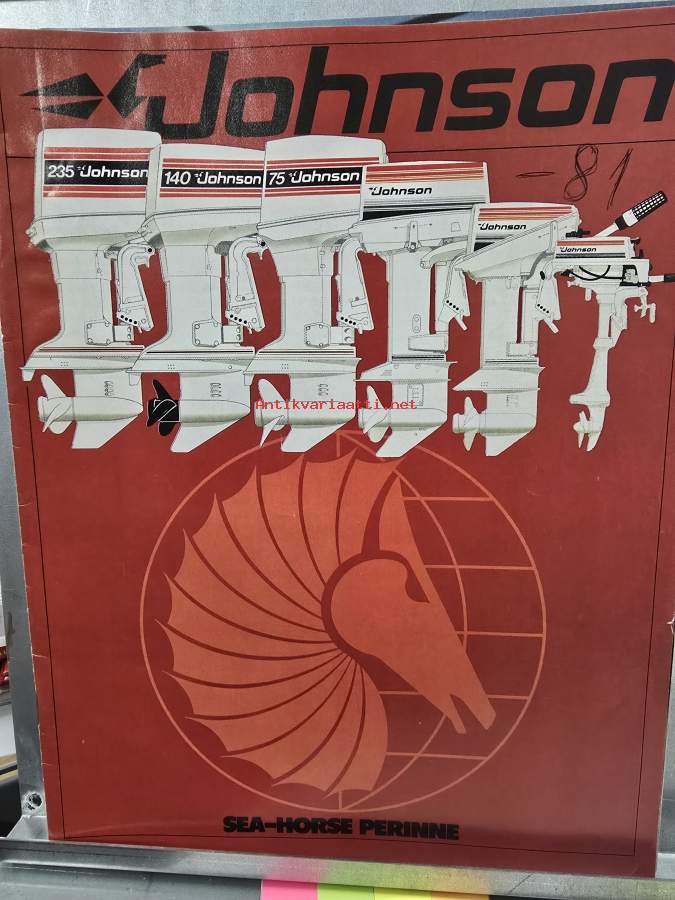 Johnson
-81
235 Johnson
140 Johnson
75 Johnson
Johnson
Johnson
Johnson
Antikvariaatti.net
SEA-HORSE PERINNE